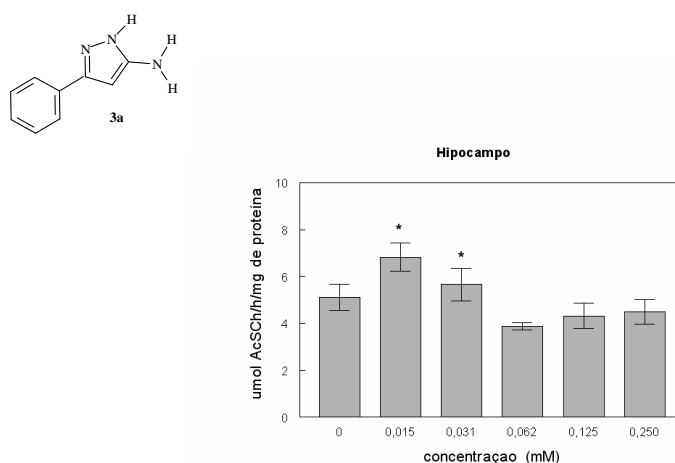 H
N
N
H
N
H
3a
Hipocampo
umol AcSCh/h/mg de proteína
10
8
6
4
2
0
*
*
0 0,015 0,031 0,062 0,125 0,250
concentraçao (mM)